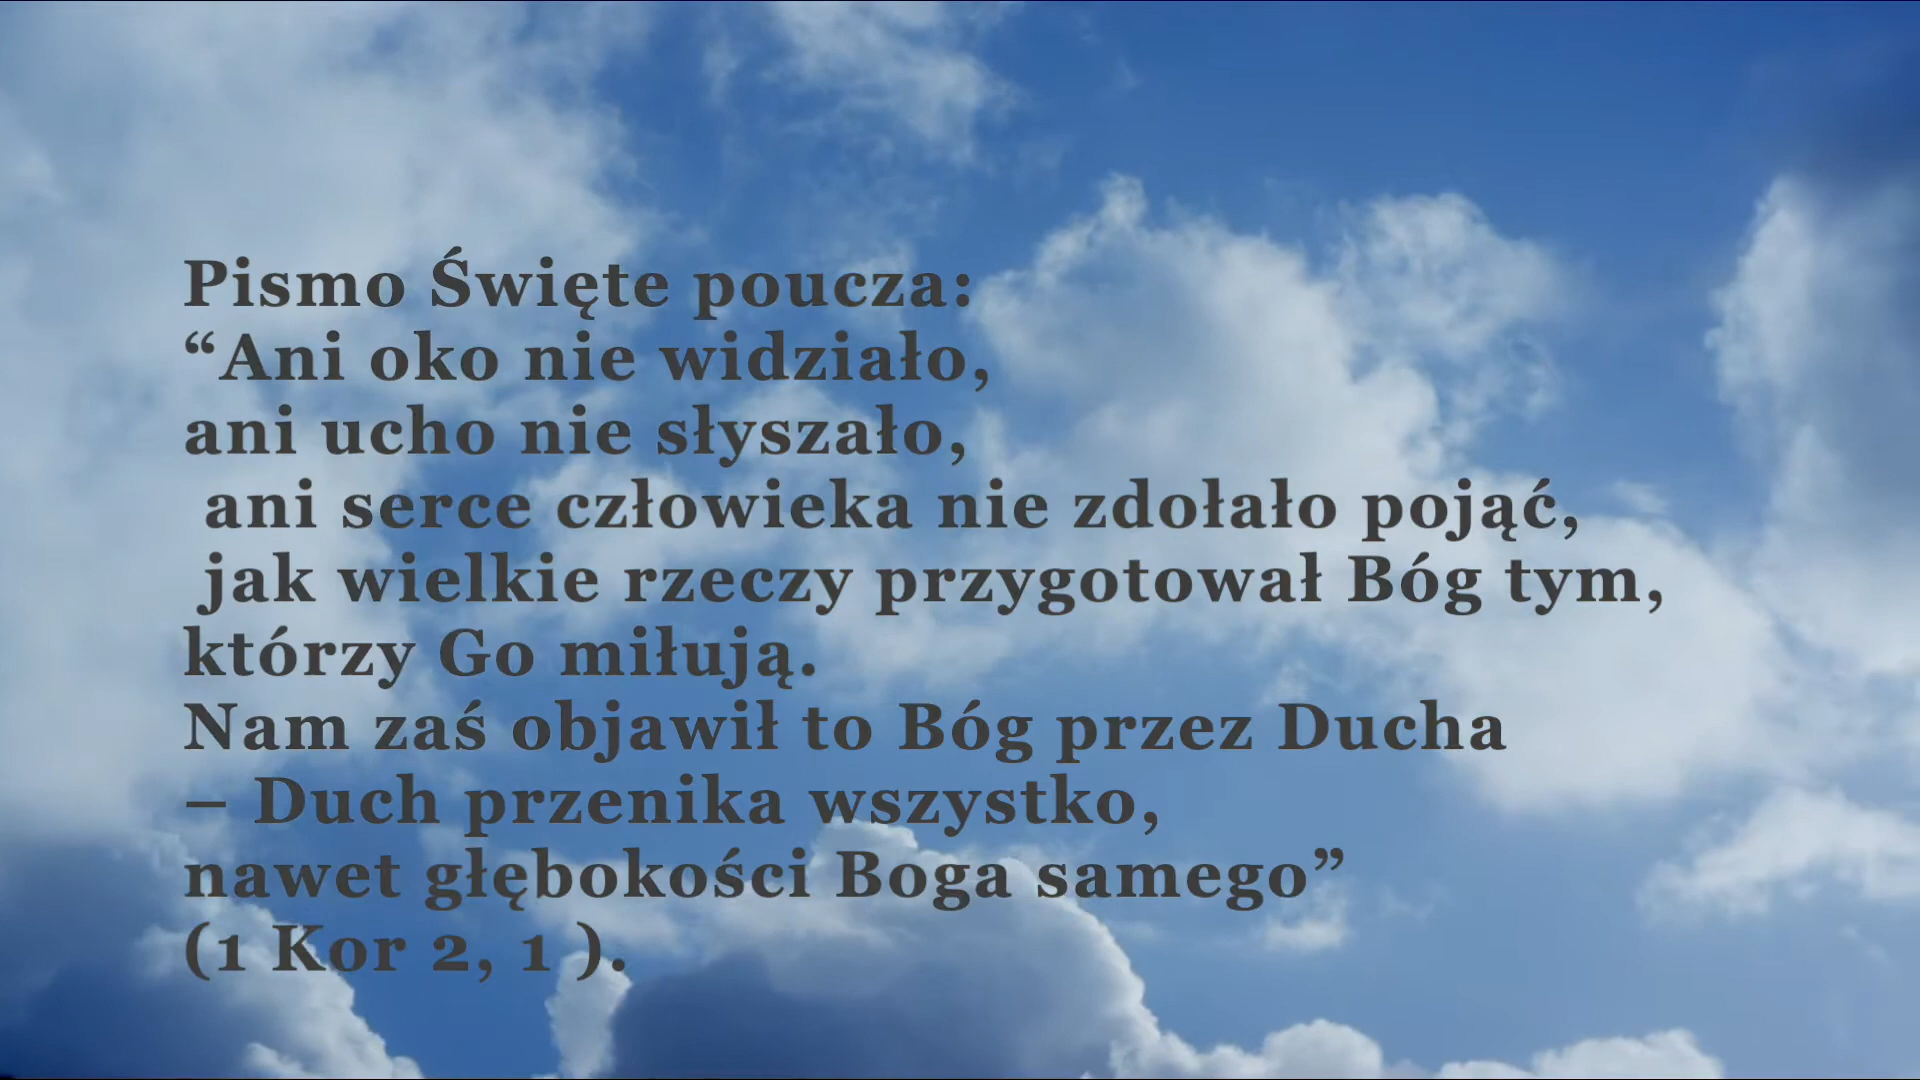 Pismo Święte poucza:
“Ani oko nie widziało,
ani ucho nie słyszało,
ani serce człowieka nie zdołało pojąć,
jak wielkie rzeczy przygotował Bóg tym,
którzy Go miłują.
Nam zaś objawił to Bóg przez Ducha
– Duch przenika wszystko,
nawet głębokości Boga samego”
(1 Kor 2, 1 ).